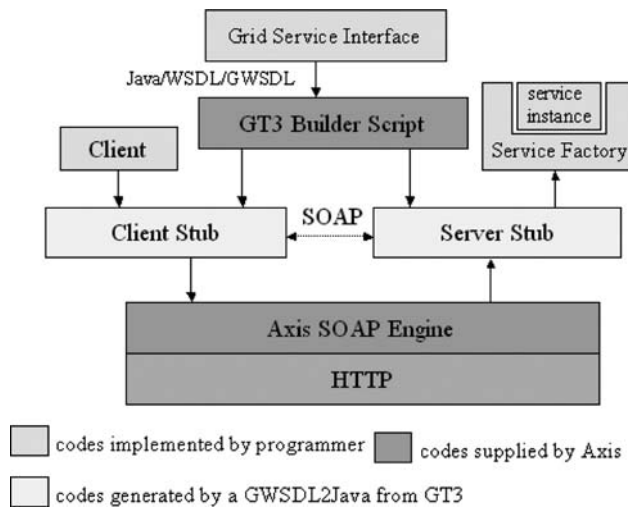 Grid Service Interface
Java/WSDL/GWSDL
service
instance
GT3 Builder Script
Client
Service Factory
SOAP
Client Stub
Server Stub
Axis SOAP Engine
HTTP
codes implemented by programmer
codes supplied by Axis
codes generated by a GWSDL2Java from GT3